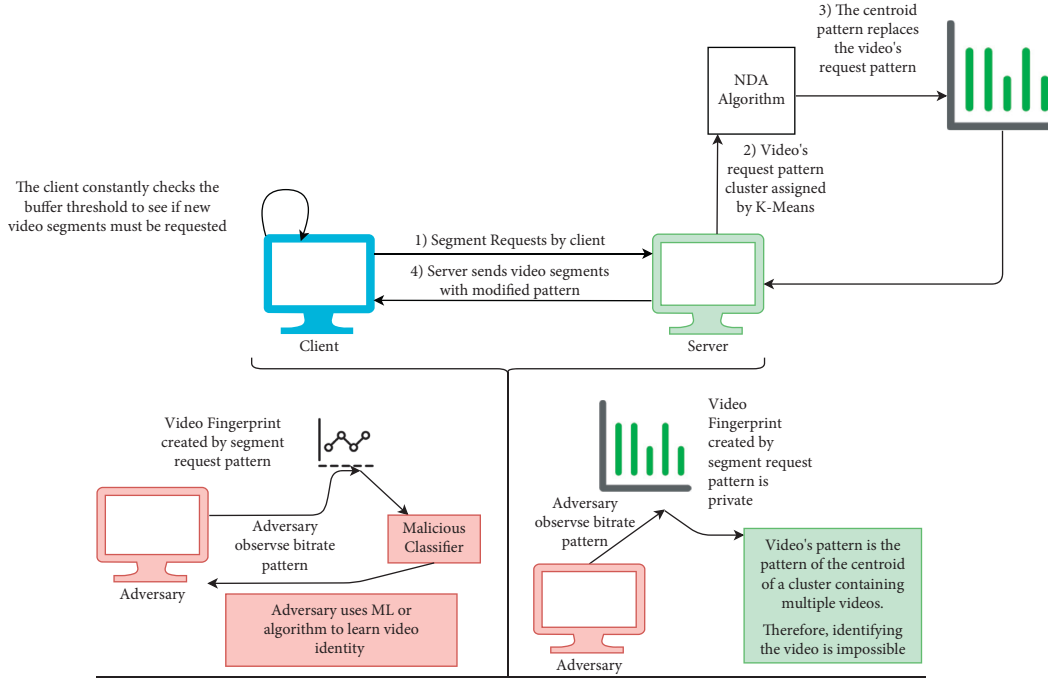 3) The centroid
pattern replaces
the video's
request pattern
NDA
Algorithm
2) Video's
request pattern
cluster assigned
by K-Means
The client constantly checks the
buffer threshold to see if new
video segments must be requested
1) Segment Requests by client
4) Server sends video segments
with modified pattern
Client
Server
Video Fingerprint
created by segment
request pattern
Adversary
observse bitrate
pattern
Malicious
Classifier
Adversary
Adversary uses ML or
algorithm to learn video
identity
Video
Fingerprint
created by
segment request
pattern is
private
Adversary
observse bitrate
pattern
Adversary
Video's pattern is the
pattern of the centroid
of a cluster containing
multiple videos.
Therefore, identifying
the video is impossible